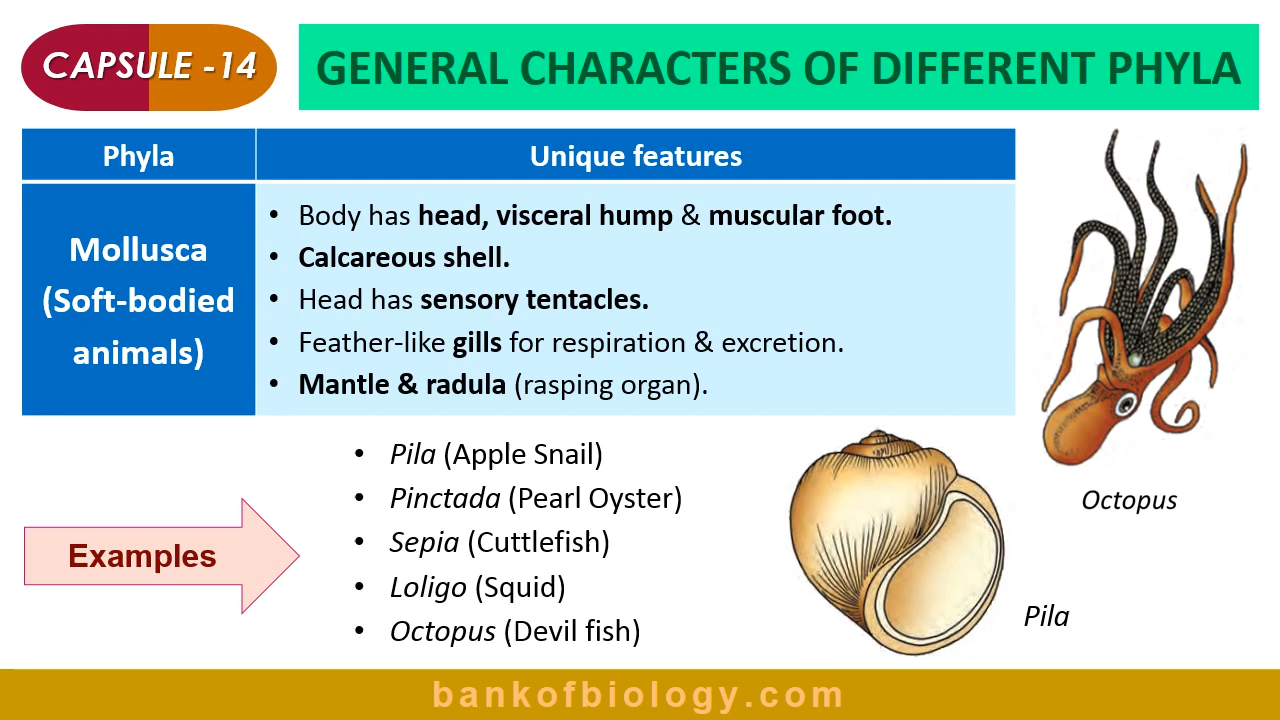 CAPSULE -14
GENERAL CHARACTERS OF DIFFERENT PHYLA
Phyla
Unique features
Mollusca
(Soft-bodied
animals)
• Body has head, visceral hump & muscular foot.
• Calcareous shell.
• Head has sensory tentacles.
• Feather-like gills for respiration & excretion.
• Mantle & radula (rasping organ).
Examples
• Pila (Apple Snail)
• Pinctada (Pearl Oyster)
• Sepia (Cuttlefish)
• Loligo (Squid)
• Octopus (Devil fish)
Octopus
Pila
bankofbiology.com